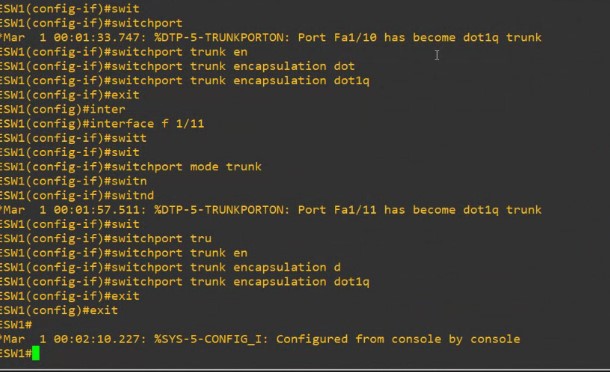 ESW1(config-if)#swit
ESW1(config-if)#switchport
*Mar  1 00:01:33.747: %DTP-5-TRUNKPORTON: Port Fa1/10 has become dot1q trunk
ESW1(config-if)#switchport trunk en
ESW1(config-if)#switchport trunk encapsulation dot
ESW1(config-if)#switchport trunk encapsulation dot1q
ESW1(config-if)#exit
ESW1(config)#inter
ESW1(config)#interface f 1/11
ESW1(config-if)#switt
ESW1(config-if)#swit
ESW1(config-if)#switchport mode trunk
ESW1(config-if)#switn
ESW1(config-if)#switnd
*Mar  1 00:01:57.511: %DTP-5-TRUNKPORTON: Port Fa1/11 has become dot1q trunk
ESW1(config-if)#swit
ESW1(config-if)#switchport tru
ESW1(config-if)#switchport trunk en
ESW1(config-if)#switchport trunk encapsulation d
ESW1(config-if)#switchport trunk encapsulation dot1q
ESW1(config-if)#exit
ESW1(config)#exit
ESW1#
*Mar  1 00:02:10.227: %SYS-5-CONFIG_I: Configured from console by console
ESW1#